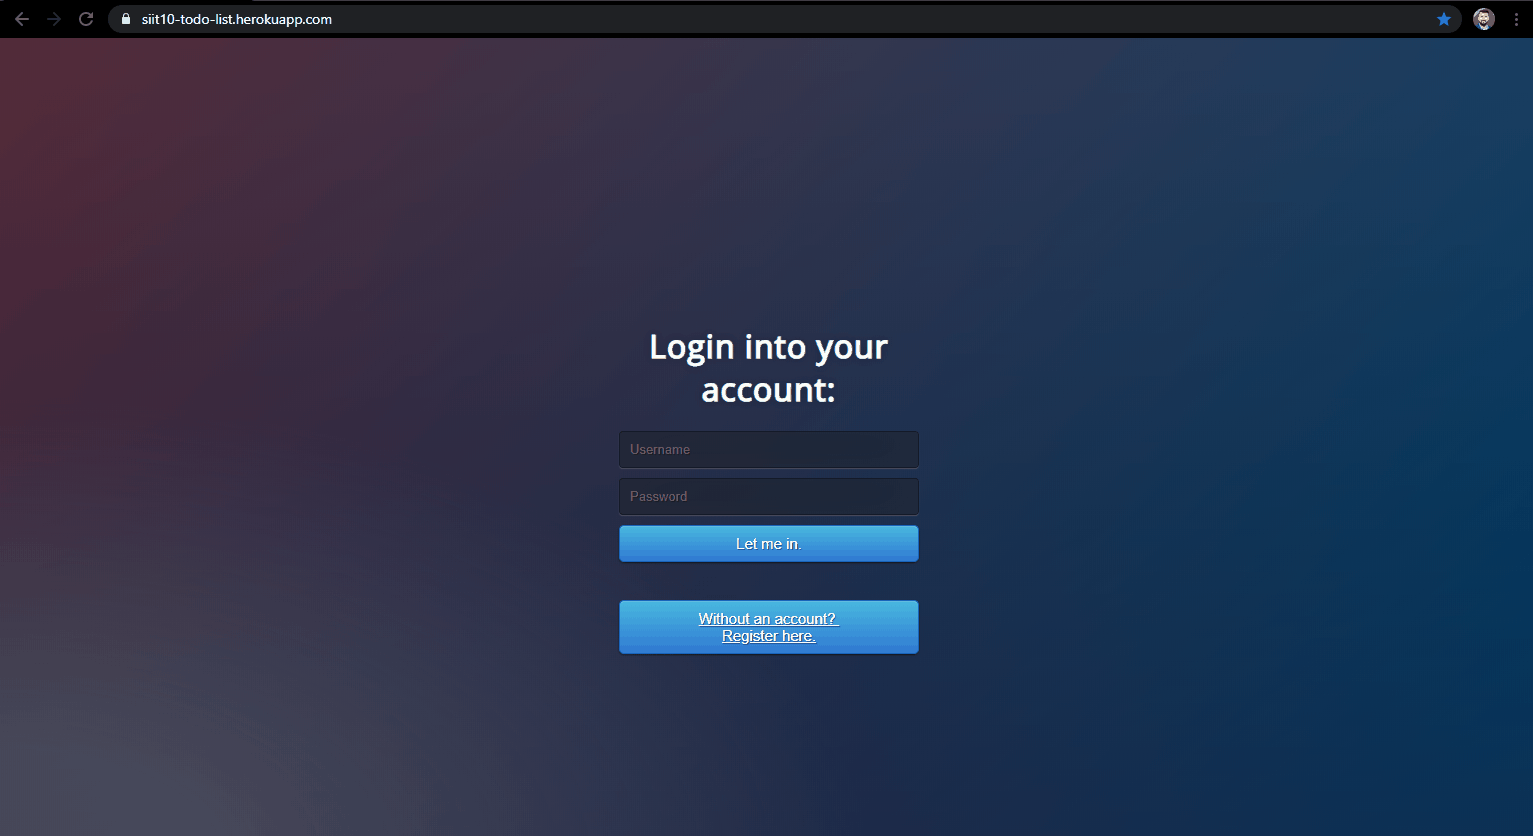 siit10-todo-list.herokuapp.com
Login into your
account:
Username
Password
Let me in.
Without an account?
Register here.